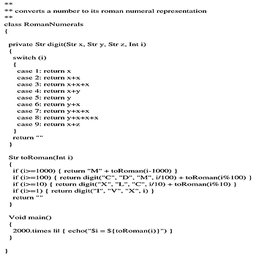 **
** converts a number to its roman numeral representation
**
class RomanNumerals
{
private Str digit(Str x, Str y, Str z, Int i)
{
switch (i)
{
case 1: return x
case 2: return x+x
case 3: return x+x+x
case 4: return x+y
case 5: return y
case 6: return y+x
case 7: return y+x+x
case 8: return y+x+x+x
case 9: return x+z
}
return ""
}
Str toRoman(Int i)
{
if (i>=1000) { return "M" + toRoman(i-1000) }
if (i>=100) { return digit("C", "D", "M", i/100) + toRoman(i%100) }
if (i>=10) { return digit("X", "L", "C", i/10) + toRoman(i%10) }
if (i>=1) { return digit("I", "V", "X", i) }
return ""
}
Void main()
{
2000.times |i| { echo("$i = ${toRoman(i)}") }
}
}